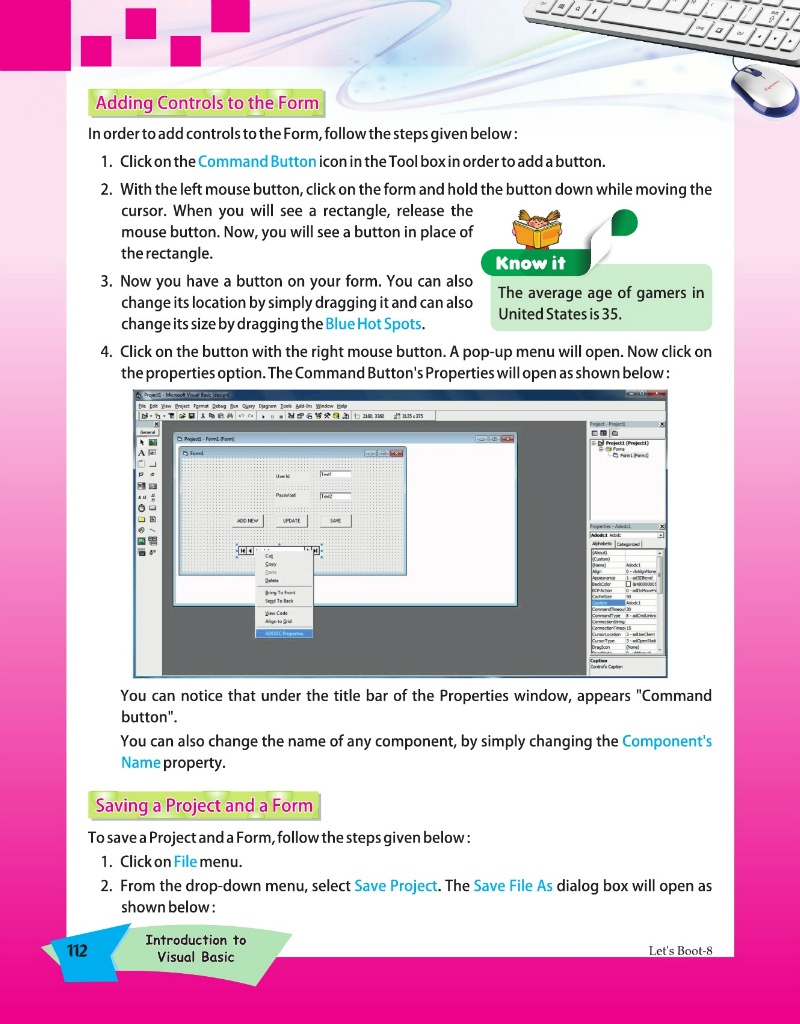 Adding Controls to the Form
In order to add controls to the Form, follow the steps given below :
1. Click on the Command Button icon in the Tool box in order to add a button.
2. With the left mouse button, click on the form and hold the button down while moving the
cursor. When you will see a rectangle, release the
mouse button. Now, you will see a button in place of
the rectangle.
Know it
The average age of gamers in
United States is 35.
3. Now you have a button on your form. You can also
change its location by simply dragging it and can also
change its size by dragging the Blue Hot Spots.
4. Click on the button with the right mouse button. A pop-up menu will open. Now click on
the properties option. The Command Button's Properties will open as shown below :
Project1 - Microsoft Visual Basic [design]
File Edit View Project Format Debug Run Query Diagram Tools Add-Ins Window Help
2160, 3360 3135 x 375
General
Project1 - Form1 (Form)
Form1
User Id Text1
Password Text2
ADD NEW UPDATE SAVE
Cut
Copy
Paste
Delete
Bring To Front
Send To Back
View Code
Align to Grid
ADODC Properties...
Project - Project1
Project1 (Project1)
Forms
Form1 (Form1)
Properties - Adodc1
Adodc1 Adodc
Alphabetic Categorized
(About)
(Custom)
(Name) Adodc1
Align 0 - vbAlignNone
Appearance 1 - ad3DBevel
BackColor
BOFAction
CacheSize 50
Caption Adodc1
CommandTimeout 30
CommandType
ConnectionString
ConnectionTimeou 15
CursorLocation 3 - adUseClient
CursorType 3 - adOpenStati
DragIcon (None)
Caption
Controls Caption
You can notice that under the title bar of the Properties window, appears "Command
button".
You can also change the name of any component, by simply changing the Component's
Name property.
Saving a Project and a Form
To save a Project and a Form, follow the steps given below :
1. Click on File menu.
2. From the drop-down menu, select Save Project. The Save File As dialog box will open as
shown below :
112
Introduction to
Visual Basic
Let's Boot-8